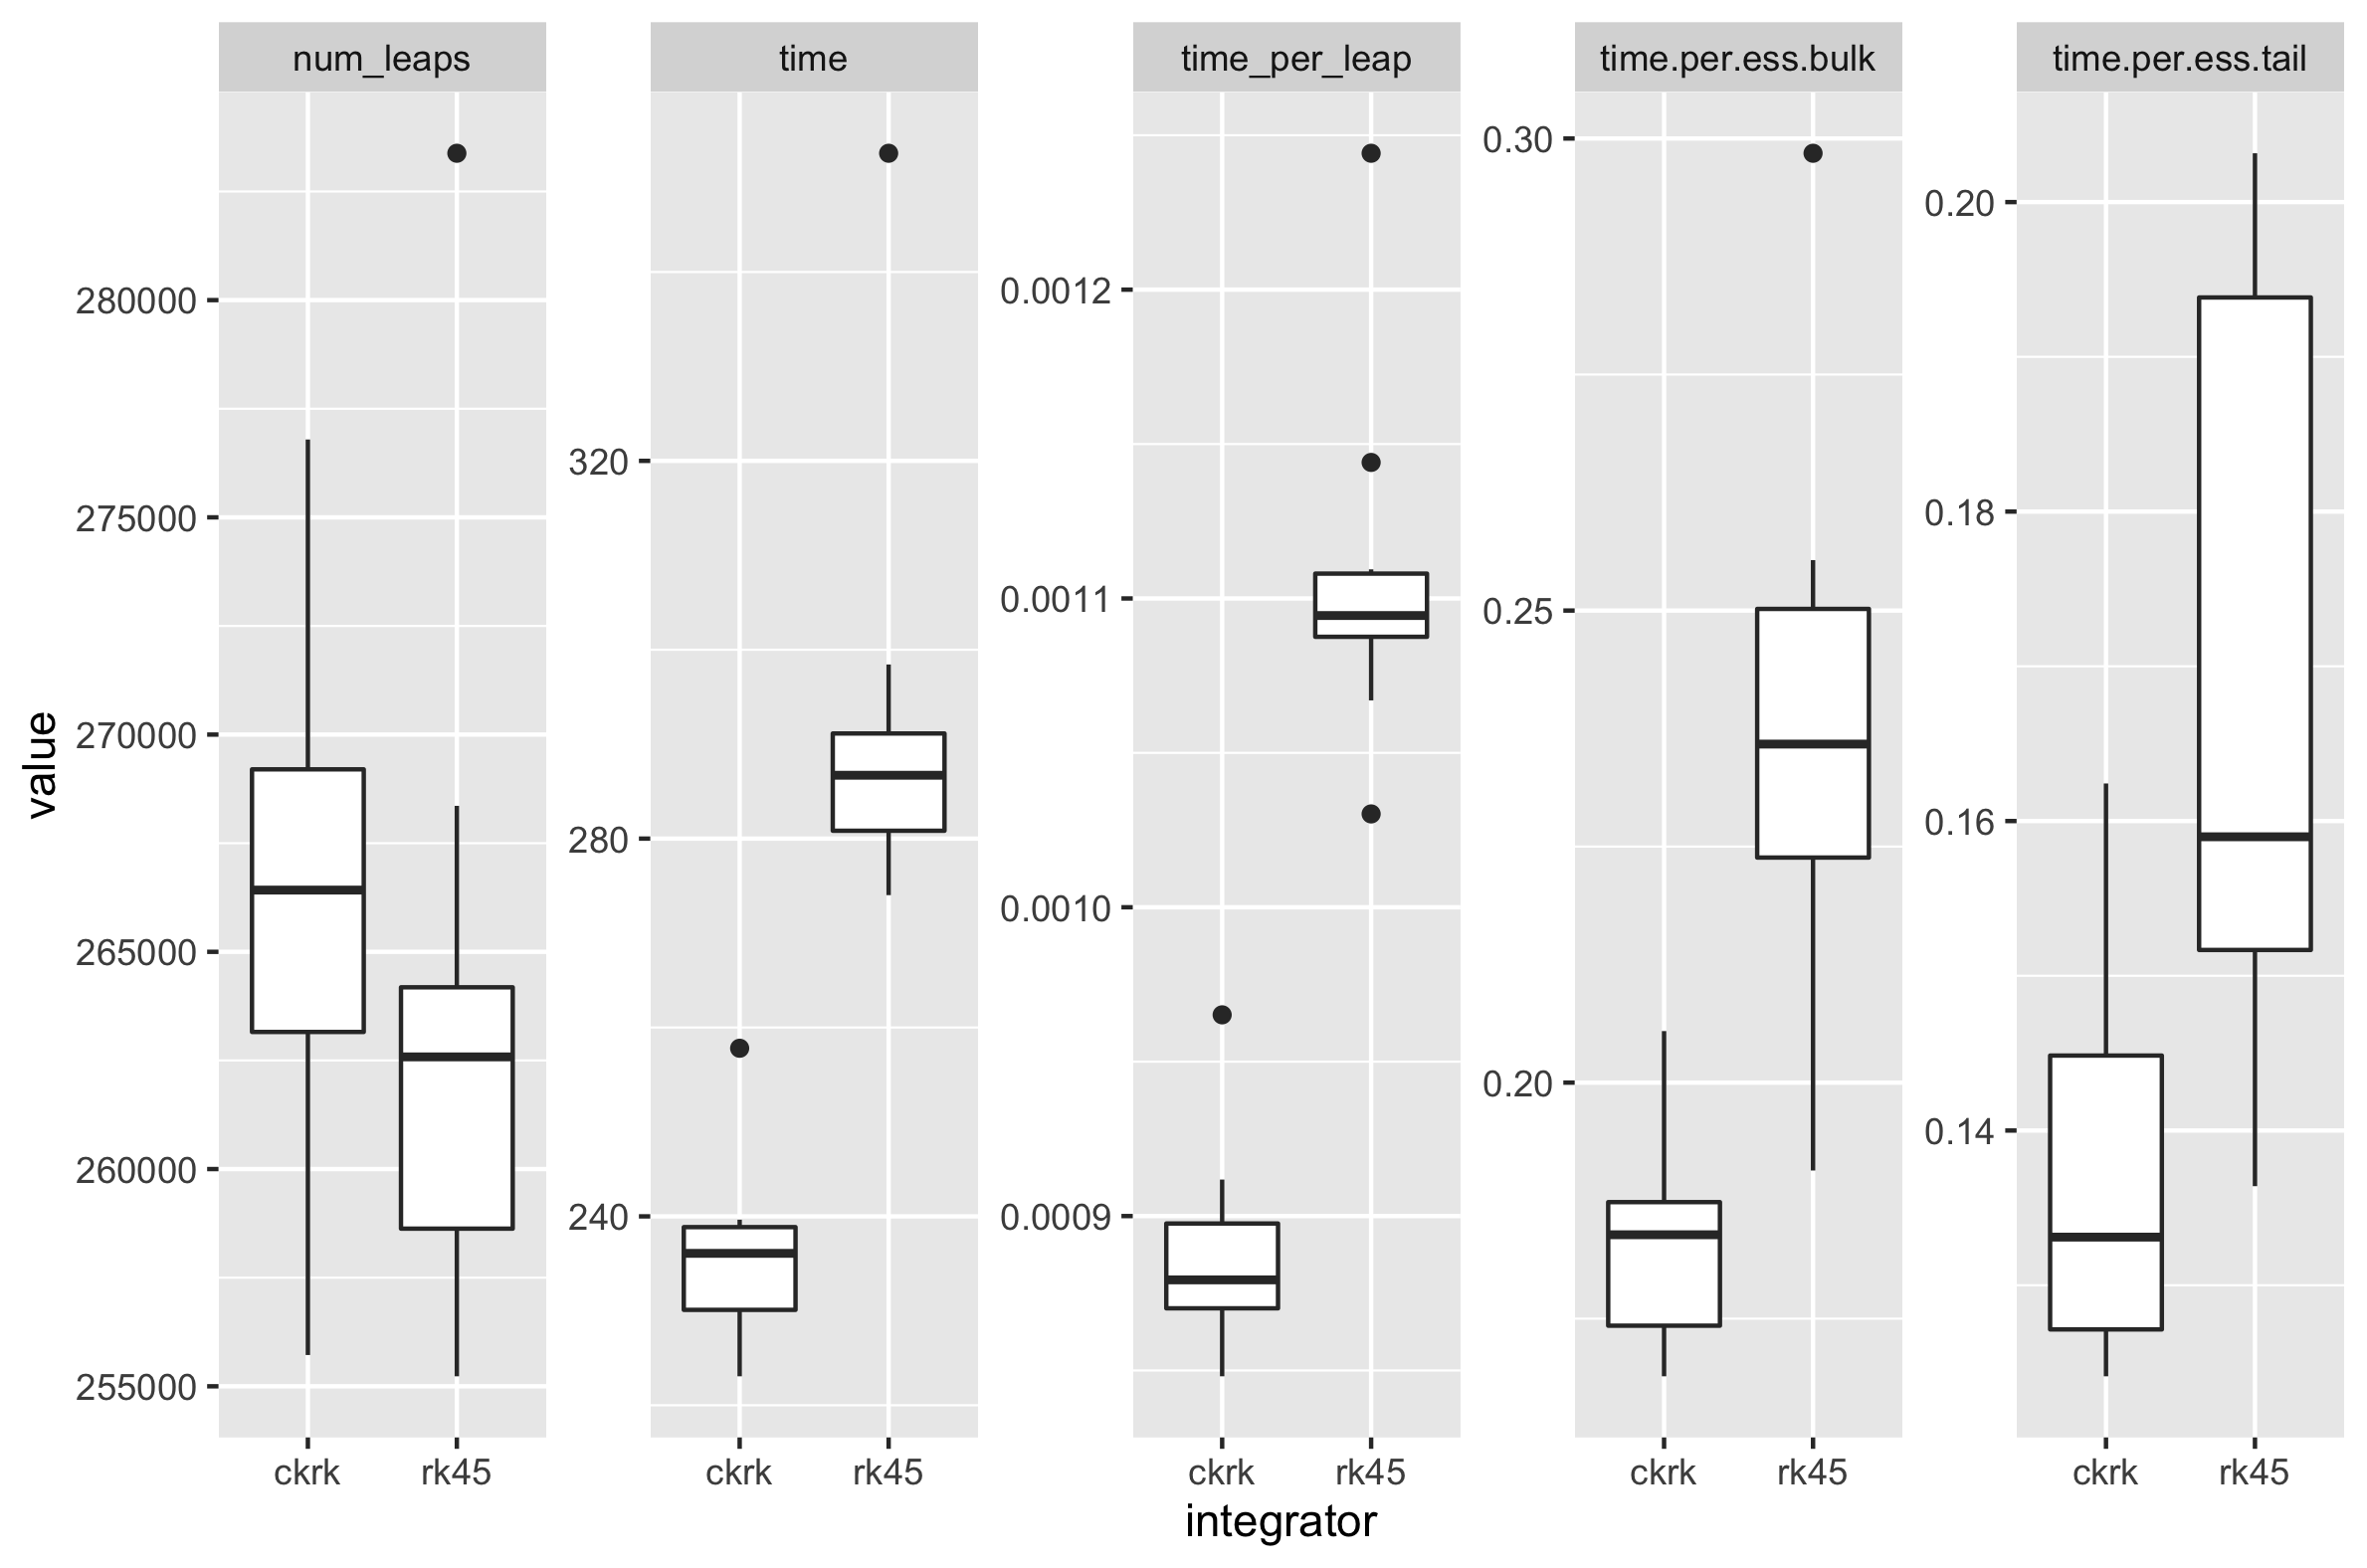 num_leaps
time
time_per_leap
time.per.ess.bulk
time.per.ess.tail
value
280000
275000
270000
265000
260000
255000
320
280
240
0.0012
0.0011
0.0010
0.0009
0.30
0.25
0.20
0.20
0.18
0.16
0.14
ckrk rk45
ckrk rk45
ckrk rk45
ckrk rk45
ckrk rk45
integrator